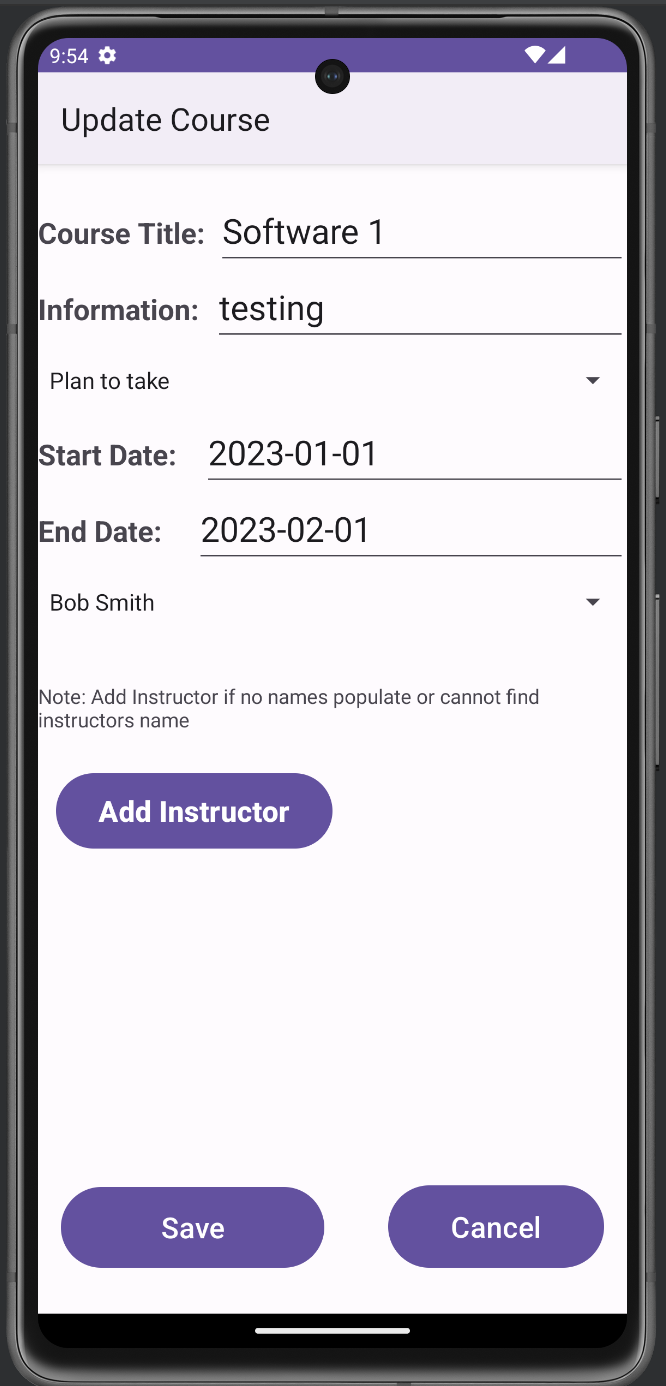 9:54
Update Course
Course Title: Software 1
Information: testing
Plan to take
Start Date: 2023-01-01
End Date: 2023-02-01
Bob Smith
Note: Add Instructor if no names populate or cannot find
instructors name
Add Instructor
Save Cancel